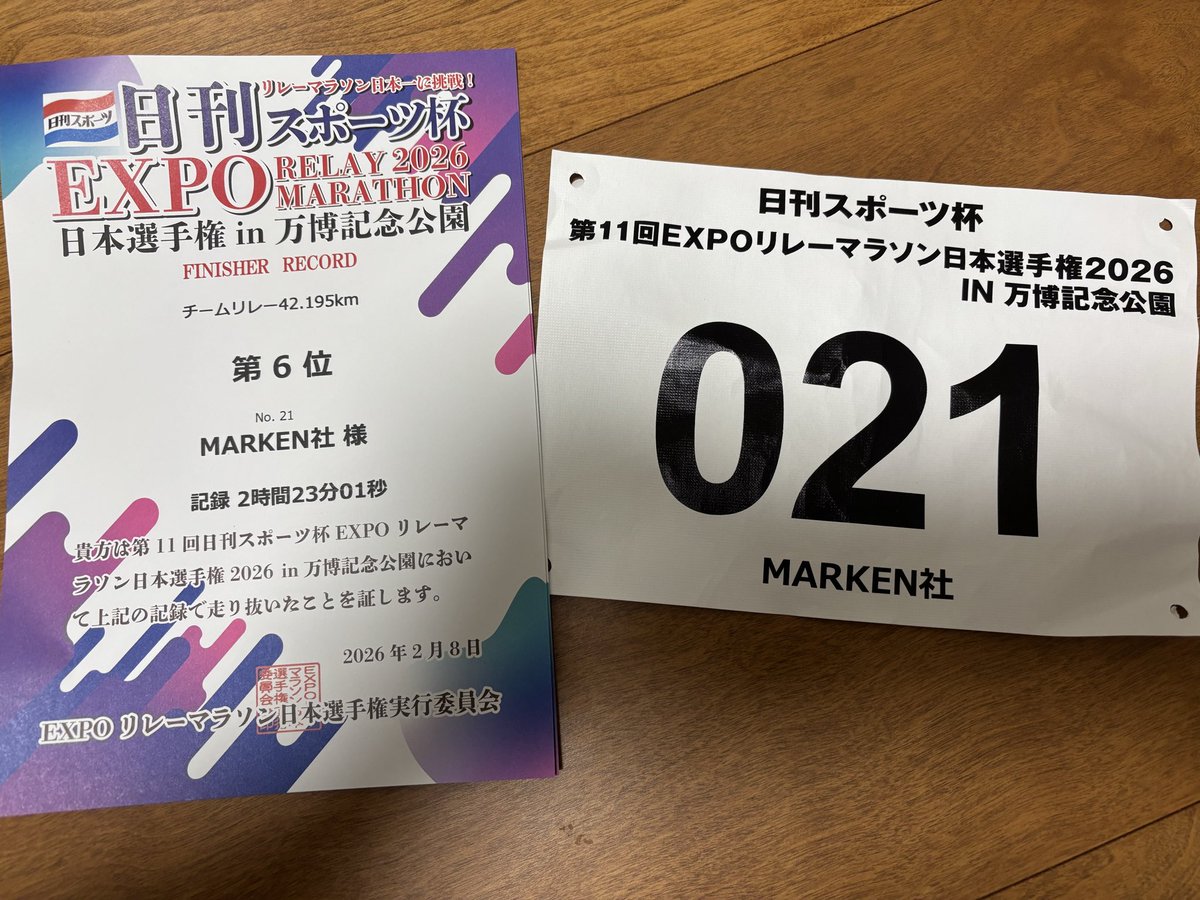 リレーマラソン日本一に挑戦！
日刊スポーツ
日刊スポーツ杯
EXPO RELAY 2026
MARATHON
日本選手権 in 万博記念公園
FINISHER RECORD
チームリレー42.195km
第 6 位
No. 21
MARKEN社 様
記録 2時間23分01秒
貴方は第11回日刊スポーツ杯 EXPO リレーマ
ラソン日本選手権 2026 in 万博記念公園におい
て上記の記録で走り抜いたことを証します。
2026 年 2 月 8 日
EXPO リレーマラソン日本選手権実行委員会
日刊スポーツ杯
第11回EXPOリレーマラソン日本選手権2026
IN 万博記念公園
021
MARKEN社